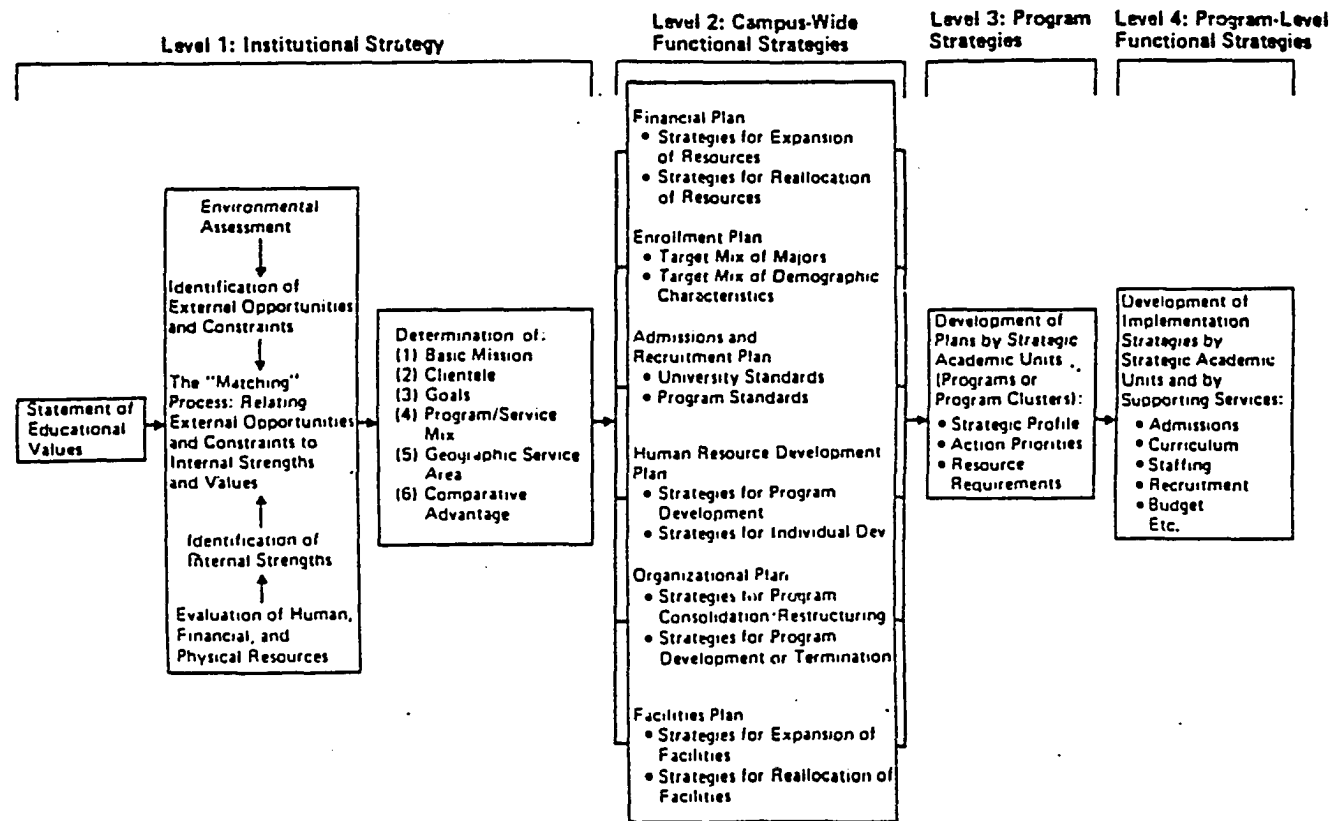 Level 1: Institutional Strategy
Level 2: Campus-Wide
Functional Strategies
Level 3: Program
Strategies
Level 4: Program-Level
Functional Strategies
Statement of
Educational
Values
Environmental
Assessment
Identification of
External Opportunities
and Constraints
The "Matching"
Process: Relating
External Opportunities
and Constraints to
Internal Strengths
and Values
Identification of
Internal Strengths
Evaluation of Human,
Financial, and
Physical Resources
Determination of:
(1) Basic Mission
(2) Clientele
(3) Goals
(4) Program/Service
Mix
(5) Geographic Service
Area
(6) Comparative
Advantage
Financial Plan
• Strategies for Expansion
of Resources
• Strategies for Reallocation
of Resources
Enrollment Plan
• Target Mix of Majors
• Target Mix of Demographic
Characteristics
Admissions and
Recruitment Plan
• University Standards
• Program Standards
Human Resource Development
Plan
• Strategies for Program
Development
• Strategies for Individual Dev
Organizational Plan
• Strategies for Program
Consolidation-Restructuring
• Strategies for Program
Development or Termination
Facilities Plan
• Strategies for Expansion of
Facilities
• Strategies for Reallocation of
Facilities
Development of
Plans by Strategic
Academic Units
(Programs or
Program Clusters):
• Strategic Profile
• Action Priorities
• Resource
Requirements
Development of
Implementation
Strategies by
Strategic Academic
Units and by
Supporting Services:
• Admissions
• Curriculum
• Staffing
• Recruitment
• Budget
Etc.